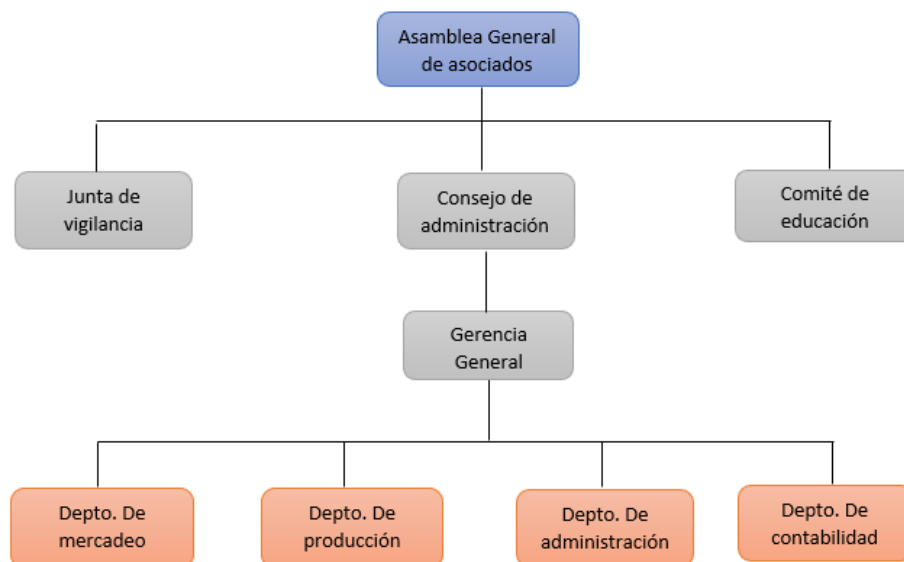 Asamblea General
de asociados
Junta de
vigilancia
Consejo de
administración
Comité de
educación
Gerencia
General
Depto. De
mercadeo
Depto. De
producción
Depto. De
administración
Depto. De
contabilidad